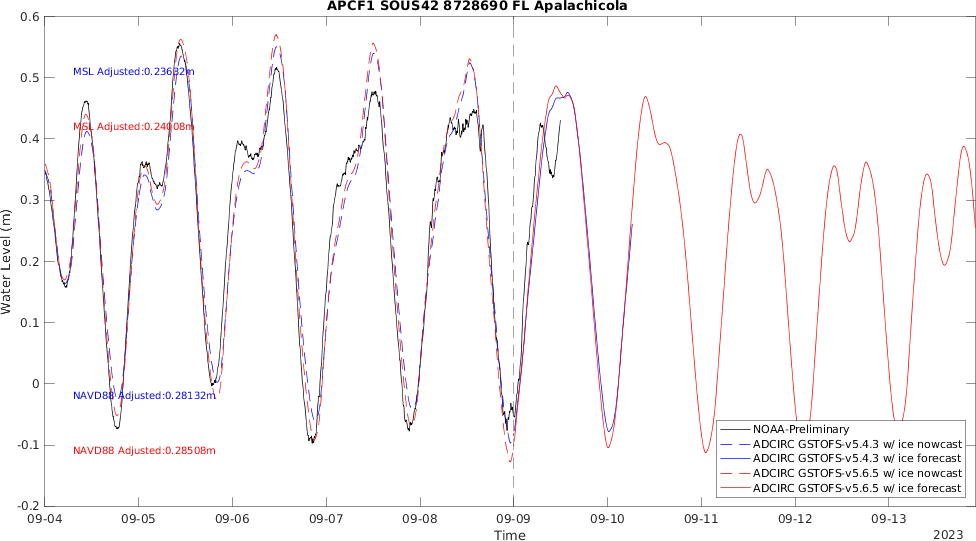 APCF1 SOUS42 8728690 FL Apalachicola
0.6
0.5
0.4
0.3
0.2
0.1
0
-0.1
-0.2
Water Level (m)
MSL Adjusted:0.23632m
MSL Adjusted:0.24008m
NAVD88 Adjusted:0.28132m
NAVD88 Adjusted:0.28508m
NOAA-Preliminary
ADCIRC GSTOFS-v5.4.3 w/ ice nowcast
ADCIRC GSTOFS-v5.4.3 w/ ice forecast
ADCIRC GSTOFS-v5.6.5 w/ ice nowcast
ADCIRC GSTOFS-v5.6.5 w/ ice forecast
09-04 09-05 09-06 09-07 09-08 09-09 09-10 09-11 09-12 09-13
Time
2023